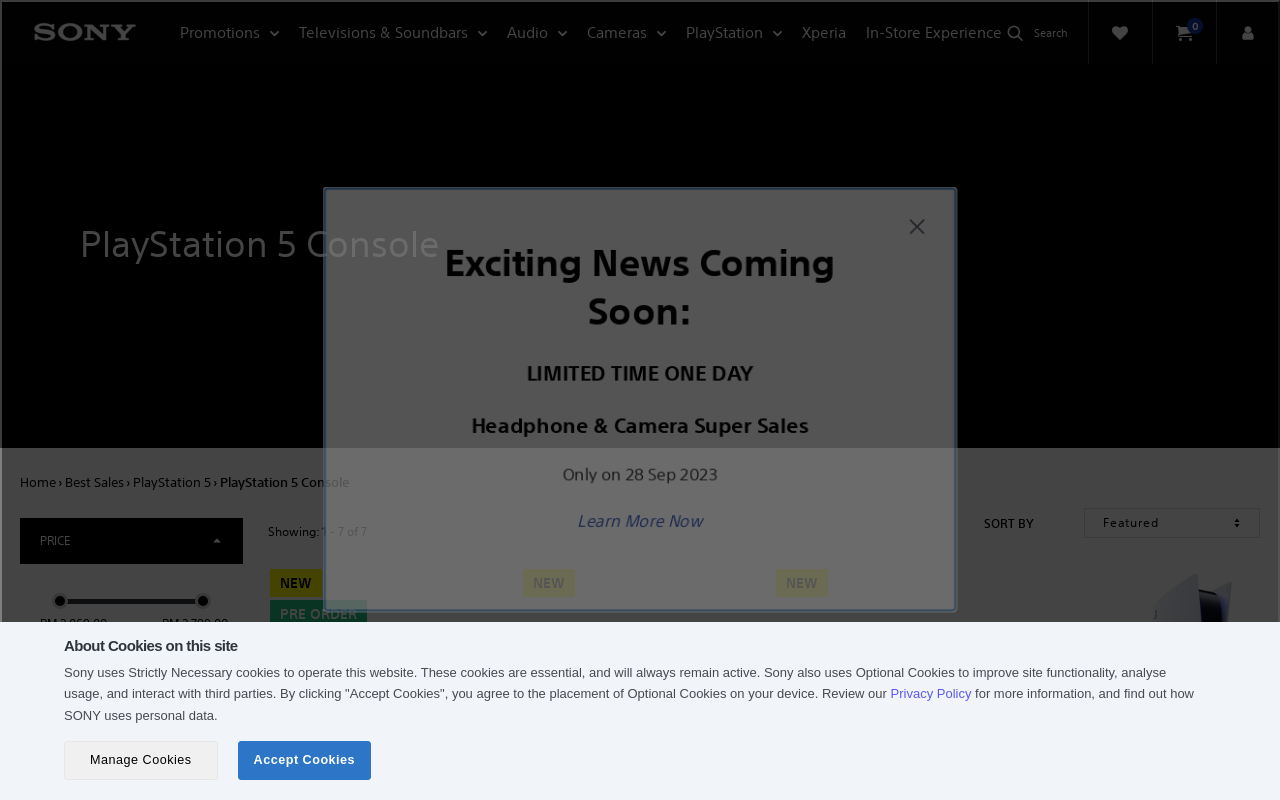 SONY
Promotions Televisions & Soundbars Audio Cameras PlayStation Xperia In-Store Experience Search 0
PlayStation 5 Console
Exciting News Coming
Soon:
LIMITED TIME ONE DAY
Headphone & Camera Super Sales
Only on 28 Sep 2023
Learn More Now
Home › Best Sales › PlayStation 5 › PlayStation 5 Console
PRICE
Showing: 1 - 7 of 7
SORT BY Featured
NEW NEW NEW
PRE ORDER
About Cookies on this site
Sony uses Strictly Necessary cookies to operate this website. These cookies are essential, and will always remain active. Sony also uses Optional Cookies to improve site functionality, analyse
usage, and interact with third parties. By clicking "Accept Cookies", you agree to the placement of Optional Cookies on your device. Review our Privacy Policy for more information, and find out how
SONY uses personal data.
Manage Cookies Accept Cookies